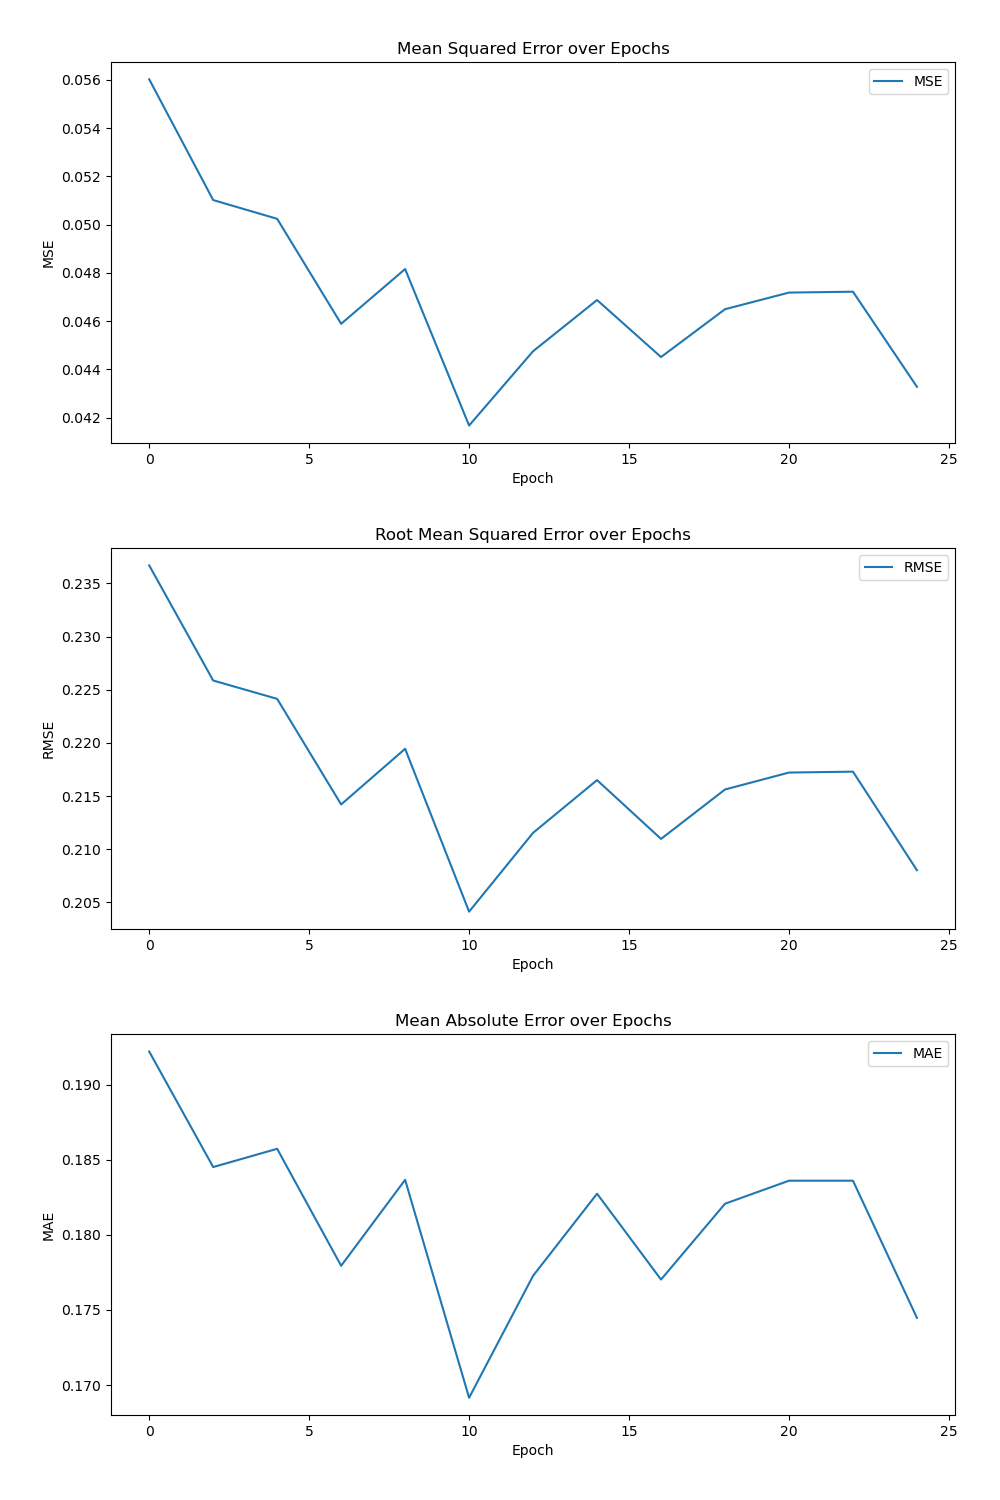 Mean Squared Error over Epochs
MSE
0.056
0.054
0.052
0.050
0.048
0.046
0.044
0.042
MSE
0 5 10 15 20 25
Epoch
Root Mean Squared Error over Epochs
RMSE
0.235
0.230
0.225
0.220
0.215
0.210
0.205
RMSE
0 5 10 15 20 25
Epoch
Mean Absolute Error over Epochs
MAE
0.190
0.185
0.180
0.175
0.170
MAE
0 5 10 15 20 25
Epoch